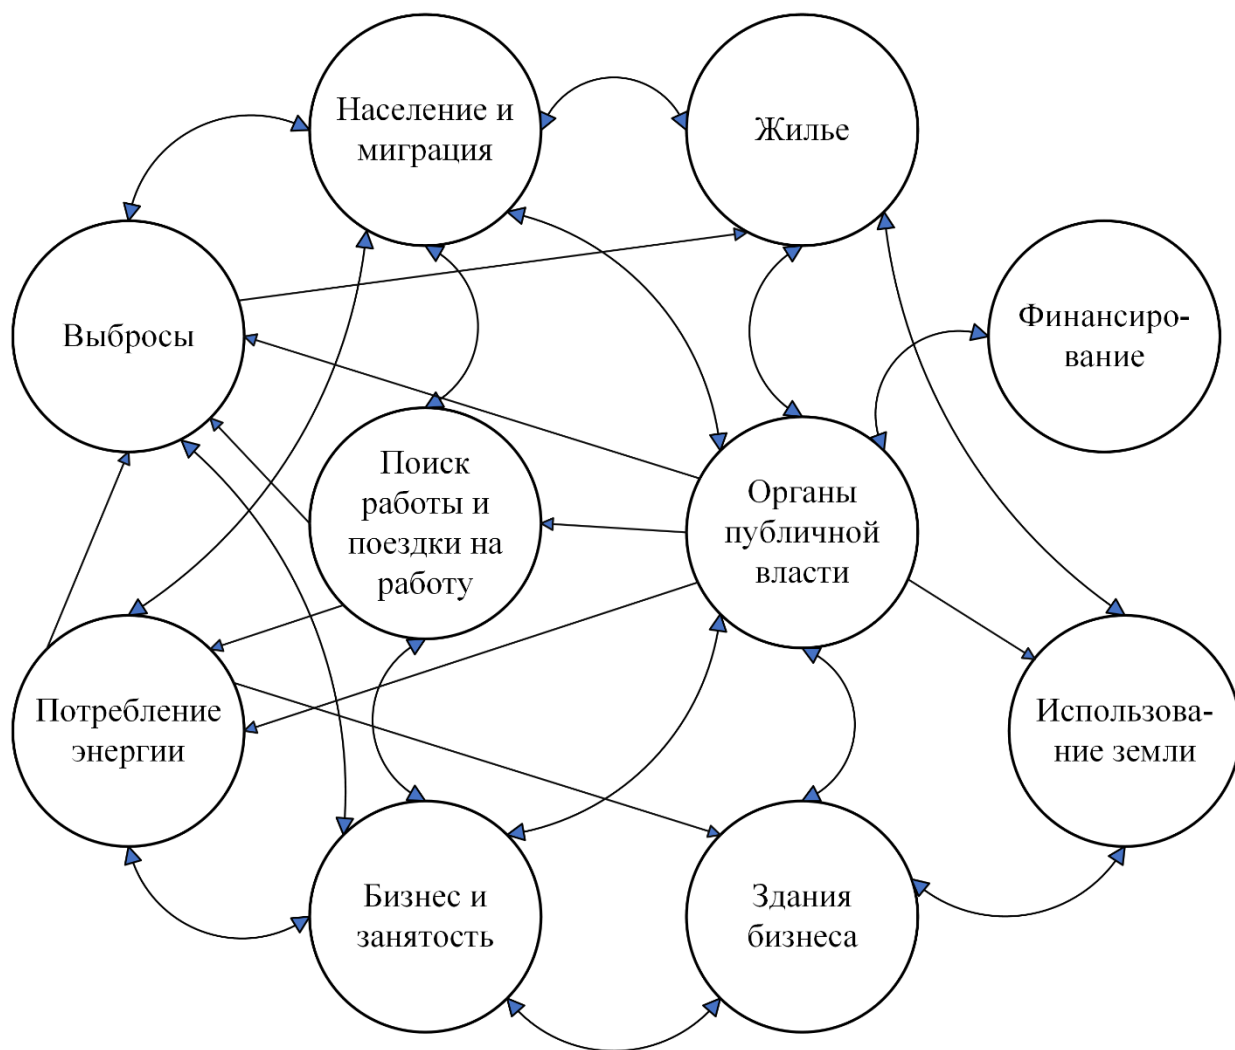 Население и
миграция
Жилье
Выбросы
Финансиро-
вание
Поиск
работы и
поездки на
работу
Органы
публичной
власти
Потребление
энергии
Использова-
ние земли
Бизнес и
занятость
Здания
бизнеса